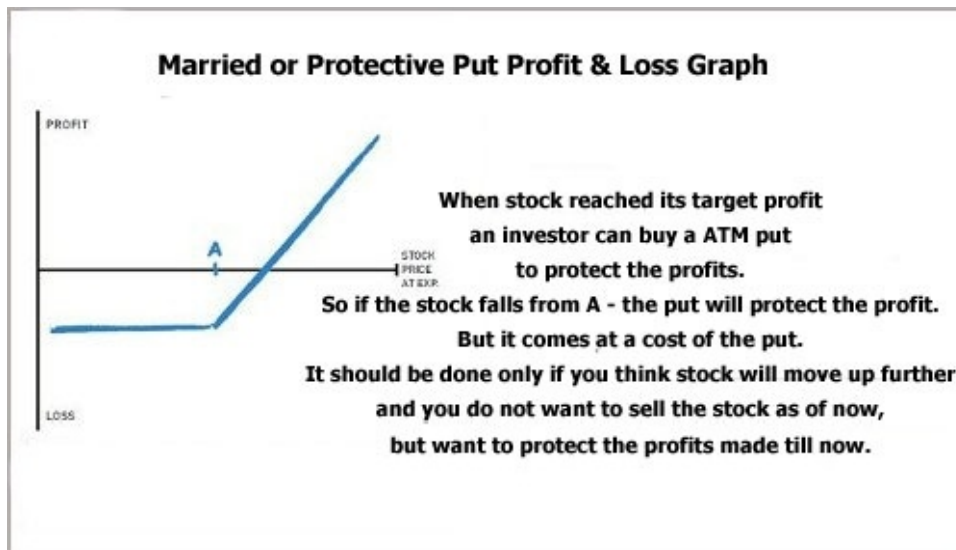 Married or Protective Put Profit & Loss Graph
PROFIT
When stock reached its target profit
an investor can buy a ATM put
A
STOCK
PRICE
AT EXP.
to protect the profits.
So if the stock falls from A - the put will protect the profit.
But it comes at a cost of the put.
It should be done only if you think stock will move up further
and you do not want to sell the stock as of now,
LOSS
but want to protect the profits made till now.